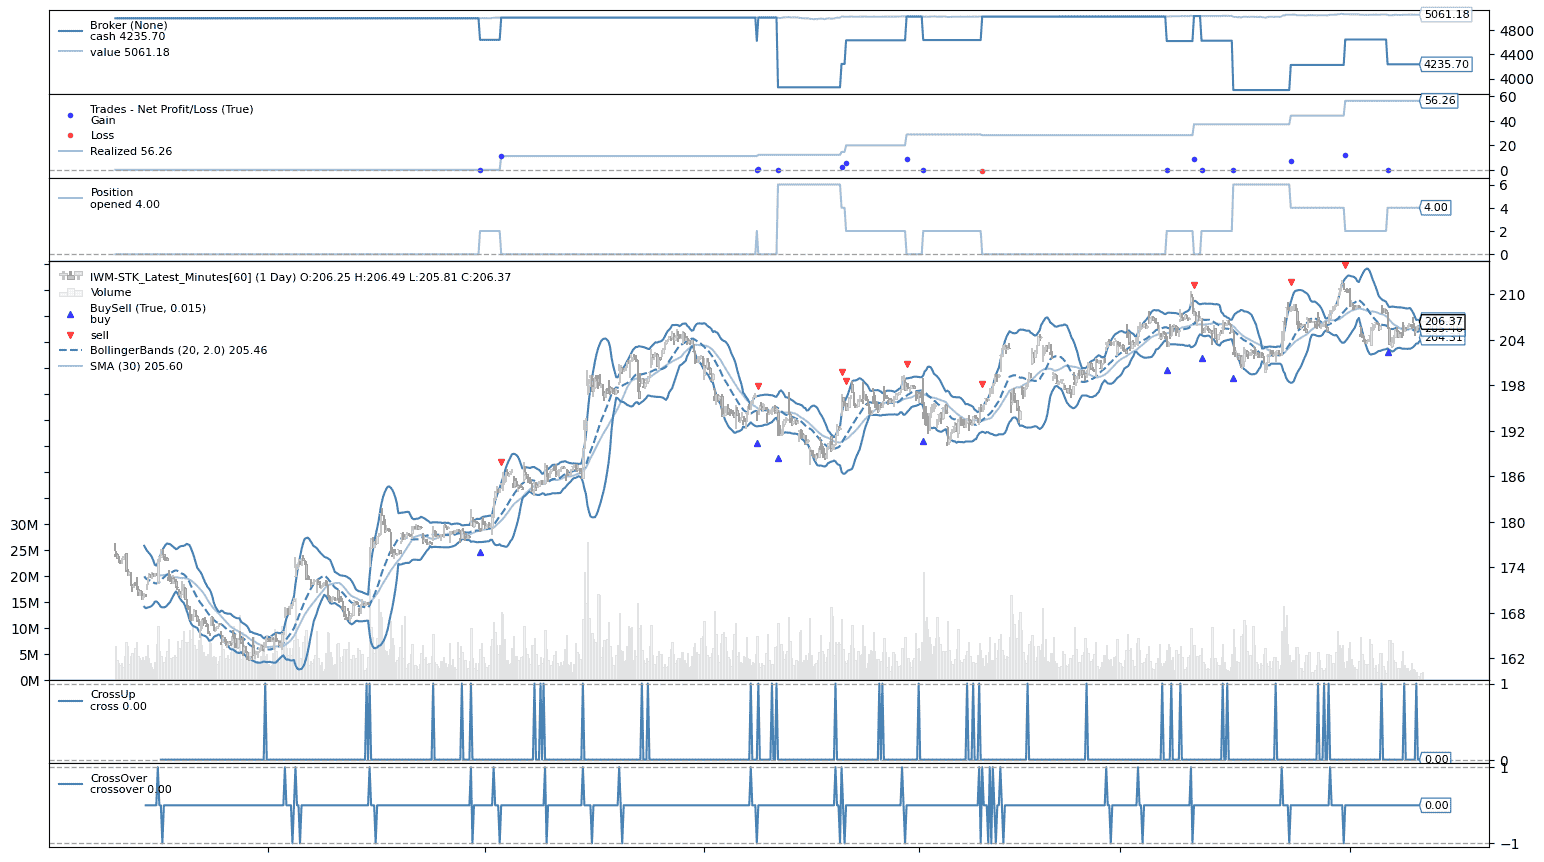 Broker (None)
cash 4235.70
value 5061.18
5061.18
4800
4400
4235.70
4000
Trades - Net Profit/Loss (True)
Gain
Loss
Realized 56.26
60
56.26
40
20
0
Position
opened 4.00
6
4.00
4
2
0
IWM-STK_Latest_Minutes[60] (1 Day) O:206.25 H:206.49 L:205.81 C:206.37
Volume
BuySell (True, 0.015)
buy
sell
BollingerBands (20, 2.0) 205.46
SMA (30) 205.60
210
206.37
204.31
204
198
192
186
180
174
168
162
30M
25M
20M
15M
10M
5M
0M
CrossUp
cross 0.00
1
0.00
0
CrossOver
crossover 0.00
1
0.00
−1